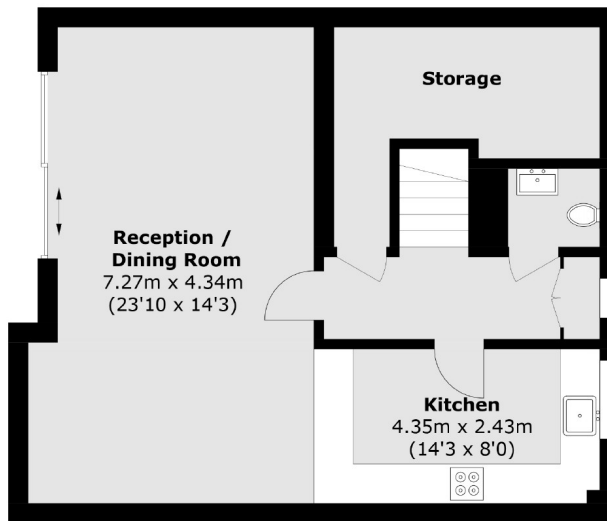 Storage
Reception /
Dining Room
7.27m x 4.34m
(23'10 x 14'3)
Kitchen
4.35m x 2.43m
(14'3 x 8'0)